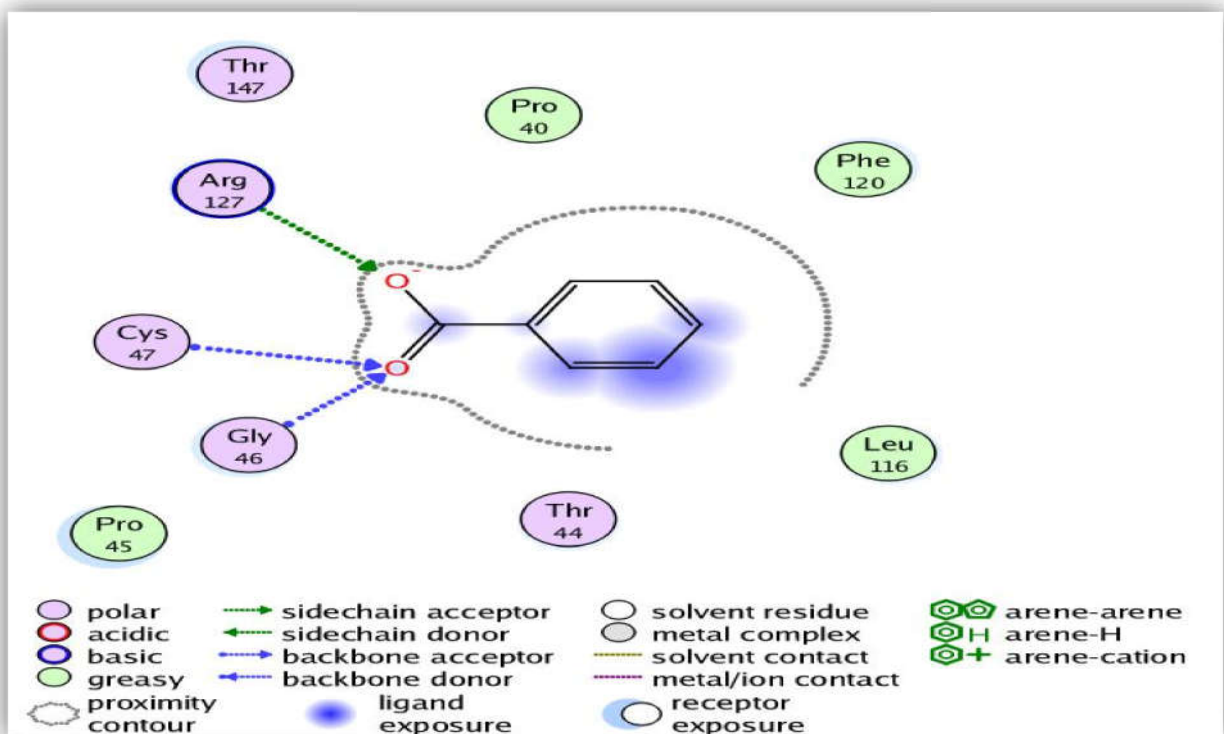 Thr
147
Pro
40
Phe
120
Arg
127
O-
Cys
47
O
Gly
46
Leu
116
Thr
44
Pro
45
polar
acidic
basic
greasy
proximity
contour
sidechain acceptor
sidechain donor
backbone acceptor
backbone donor
ligand
exposure
solvent residue
metal complex
solvent contact
metal/ion contact
receptor
exposure
arene-arene
H arene-H
+ arene-cation